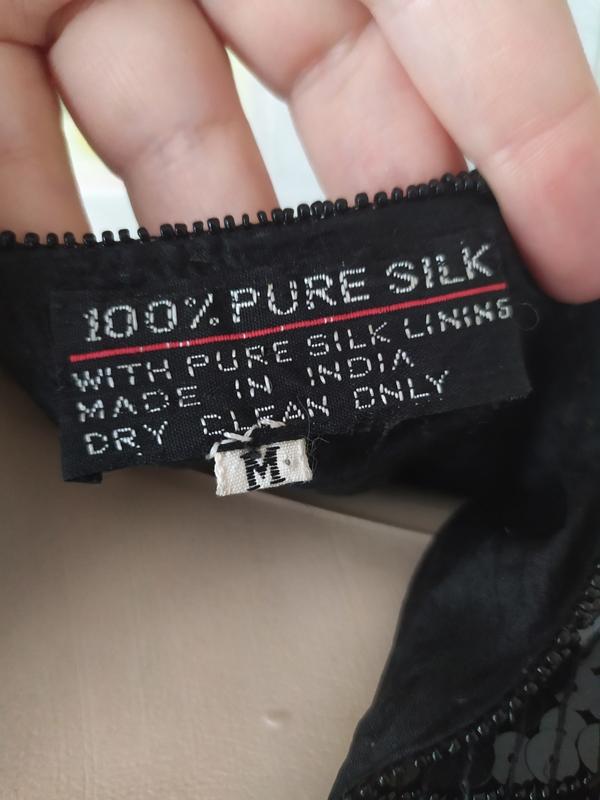 100% PURE SILK
WITH PURE SILK LINING
MADE IN INDIA
DRY CLEAN ONLY
M